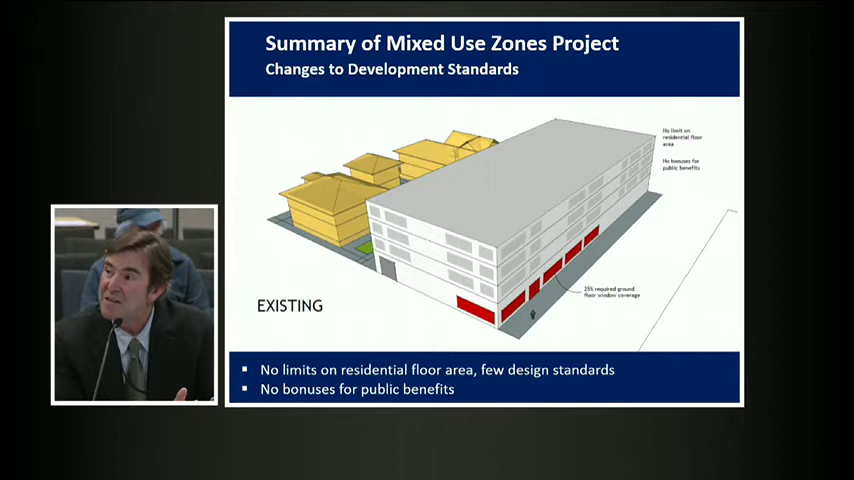 Summary of Mixed Use Zones Project
Changes to Development Standards
No limit on
residential floor
area
No bonuses for
public benefits
25% required ground
floor window coverage
EXISTING
▪ No limits on residential floor area, few design standards
▪ No bonuses for public benefits